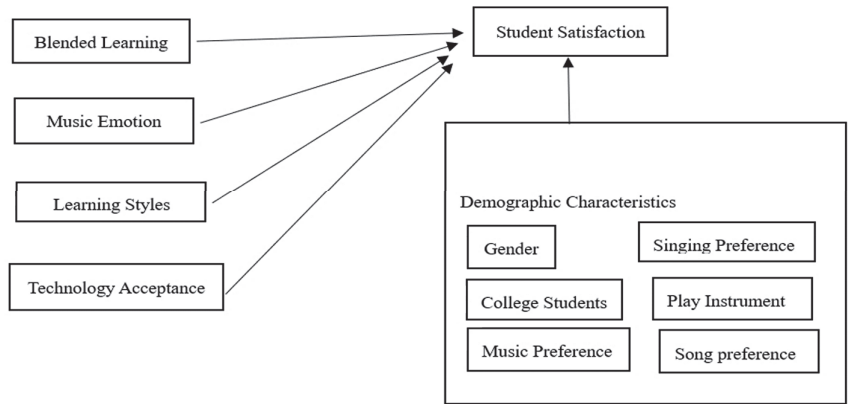 Blended Learning
Student Satisfaction
Music Emotion
Learning Styles
Technology Acceptance
Demographic Characteristics
Gender
Singing Preference
College Students
Play Instrument
Music Preference
Song preference